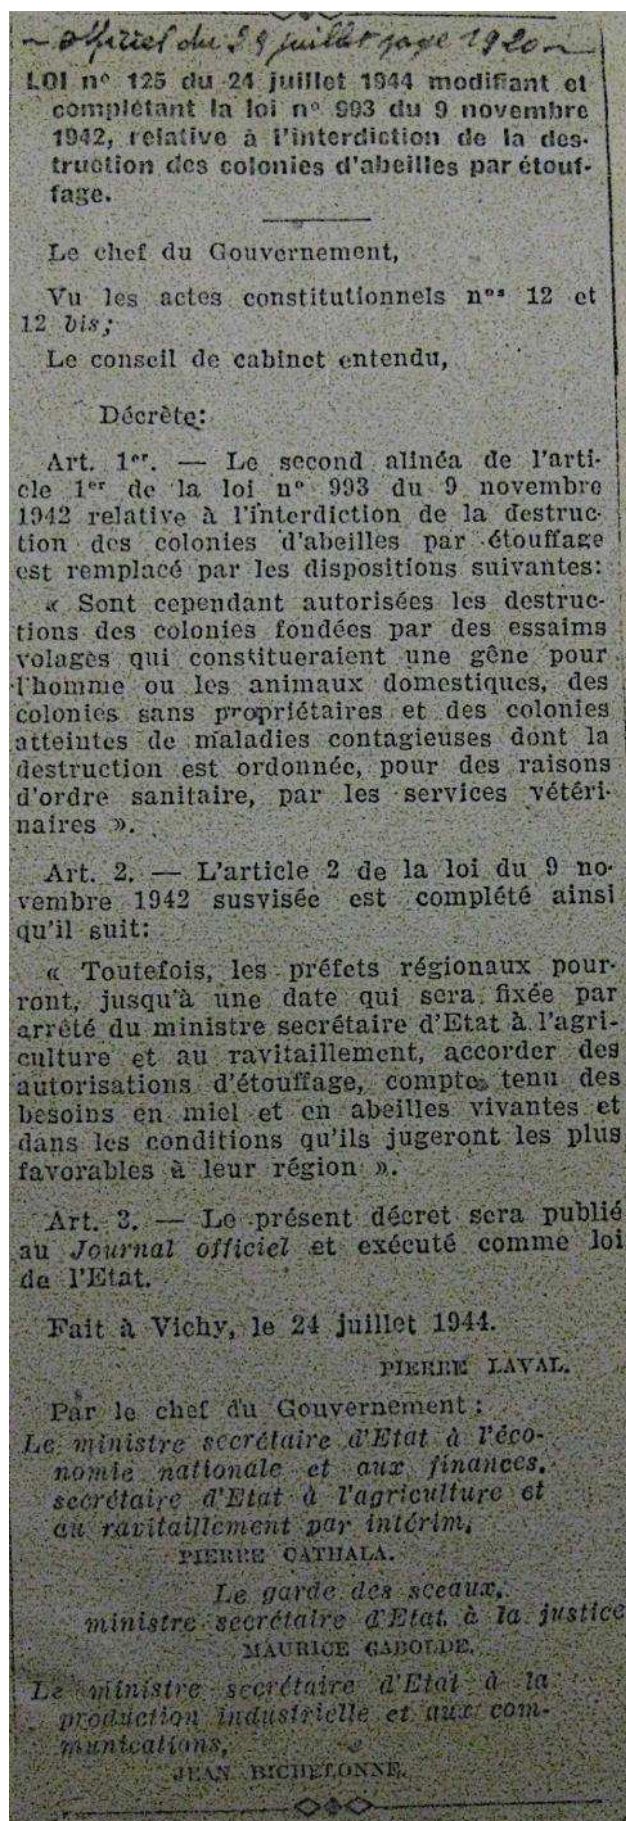 ~ officiel du 29 juillet page 1920 ~
LOI n° 125 du 24 juillet 1944 modifiant et
complétant la loi n° 993 du 9 novembre
1942, relative à l'interdiction de la des-
truction des colonies d'abeilles par étouf-
fage.
Le chef du Gouvernement,
Vu les actes constitutionnels nos 12 et
12 bis;
Le conseil de cabinet entendu,
Décrète:
Art. 1er. — Le second alinéa de l'arti-
cle 1er de la loi n° 993 du 9 novembre
1942 relative à l'interdiction de la destruc-
tion des colonies d'abeilles par étouffage
est remplacé par les dispositions suivantes:
« Sont cependant autorisées les destruc-
tions des colonies fondées par des essaims
volages qui constitueraient une gêne pour
l'homme ou les animaux domestiques, des
colonies sans propriétaires et des colonies
atteintes de maladies contagieuses dont la
destruction est ordonnée, pour des raisons
d'ordre sanitaire, par les services vétéri-
naires ».
Art. 2. — L'article 2 de la loi du 9 no-
vembre 1942 susvisée est complété ainsi
qu'il suit:
« Toutefois, les préfets régionaux pour-
ront, jusqu'à une date qui sera fixée par
arrêté du ministre secrétaire d'Etat à l'agri-
culture et au ravitaillement, accorder des
autorisations d'étouffage, compte tenu des
besoins en miel et en abeilles vivantes et
dans les conditions qu'ils jugeront les plus
favorables à leur région ».
Art. 3. — Le présent décret sera publié
au Journal officiel et exécuté comme loi
de l'Etat.
Fait à Vichy, le 24 juillet 1944.
PIERRE LAVAL.
Par le chef du Gouvernement:
Le ministre secrétaire d'Etat à l'éco-
nomie nationale et aux finances,
secrétaire d'Etat à l'agriculture et
au ravitaillement par intérim,
PIERRE CATHALA.
Le garde des sceaux,
ministre secrétaire d'Etat à la justice
MAURICE GABOLDE.
Le ministre secrétaire d'Etat à la
production industrielle et aux com-
munications,
JEAN BICHELONNE.